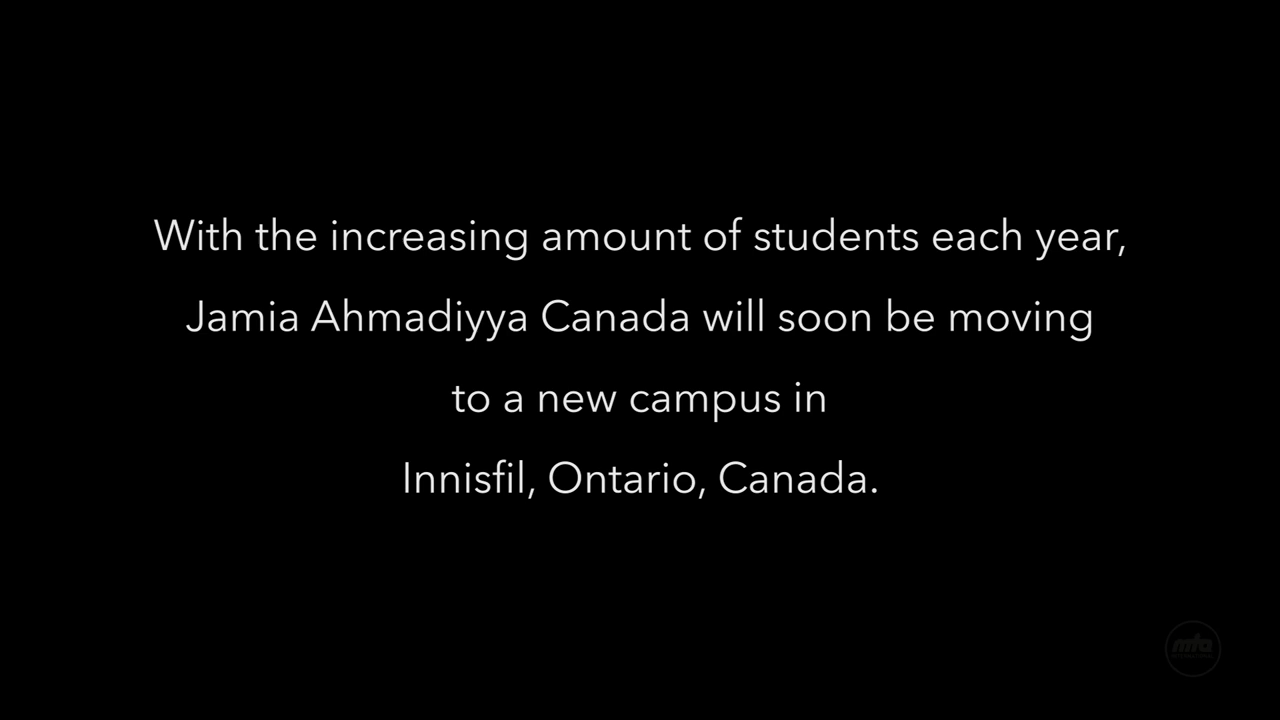 With the increasing amount of students each year,
Jamia Ahmadiyya Canada will soon be moving
to a new campus in
Innisfil, Ontario, Canada.
mta